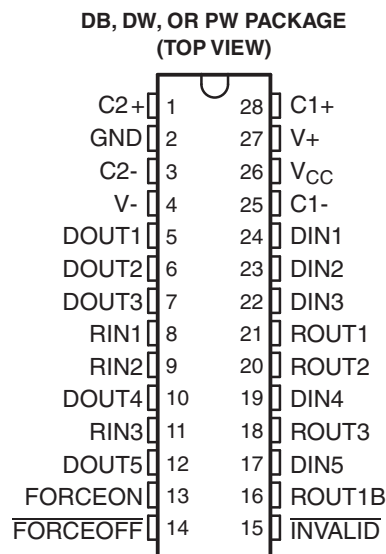 DB, DW, OR PW PACKAGE
(TOP VIEW)
C2+ 1 28 C1+
GND 2 27 V+
C2- 3 26 VCC
V- 4 25 C1-
DOUT1 5 24 DIN1
DOUT2 6 23 DIN2
DOUT3 7 22 DIN3
RIN1 8 21 ROUT1
RIN2 9 20 ROUT2
DOUT4 10 19 DIN4
RIN3 11 18 ROUT3
DOUT5 12 17 DIN5
FORCEON 13 16 ROUT1B
FORCEOFF 14 15 INVALID